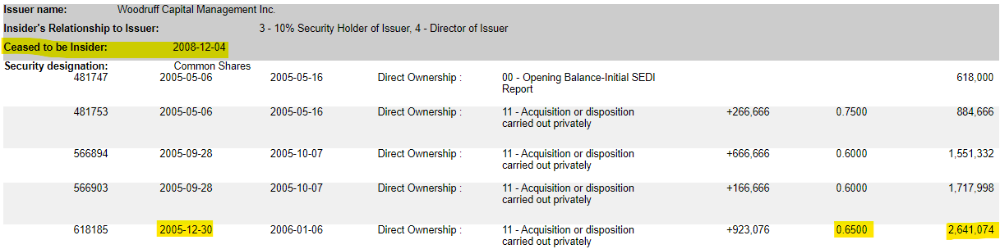 Issuer name: Woodruff Capital Management Inc.
Insider's Relationship to Issuer: 3 - 10% Security Holder of Issuer, 4 - Director of Issuer
Ceased to be Insider: 2008-12-04
Security designation: Common Shares
481747 2005-05-06 2005-05-16 Direct Ownership : 00 - Opening Balance-Initial SEDI 618,000
Report
481753 2005-05-06 2005-05-16 Direct Ownership : 11 - Acquisition or disposition +266,666 0.7500 884,666
carried out privately
566894 2005-09-28 2005-10-07 Direct Ownership : 11 - Acquisition or disposition +666,666 0.6000 1,551,332
carried out privately
566903 2005-09-28 2005-10-07 Direct Ownership : 11 - Acquisition or disposition +166,666 0.6000 1,717,998
carried out privately
618185 2005-12-30 2006-01-06 Direct Ownership : 11 - Acquisition or disposition +923,076 0.6500 2,641,074
carried out privately